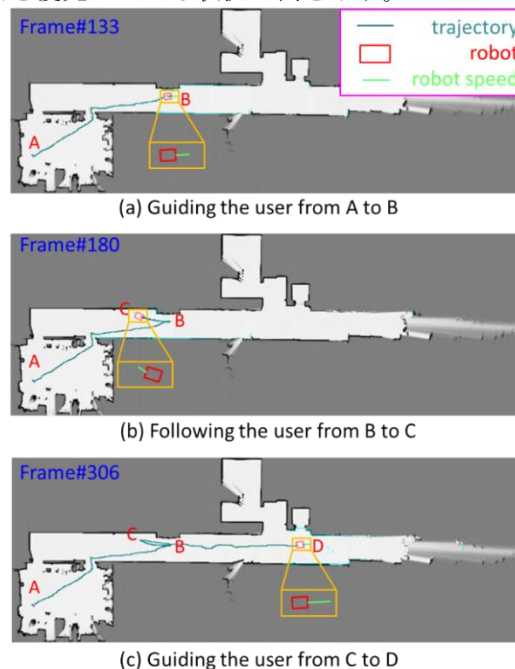 Frame#133
trajectory
robot
robot speed
A
B
(a) Guiding the user from A to B
Frame#180
C
B
A
(b) Following the user from B to C
Frame#306
C
B
D
A
(c) Guiding the user from C to D